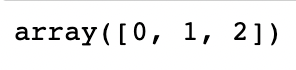 array([0, 1, 2])